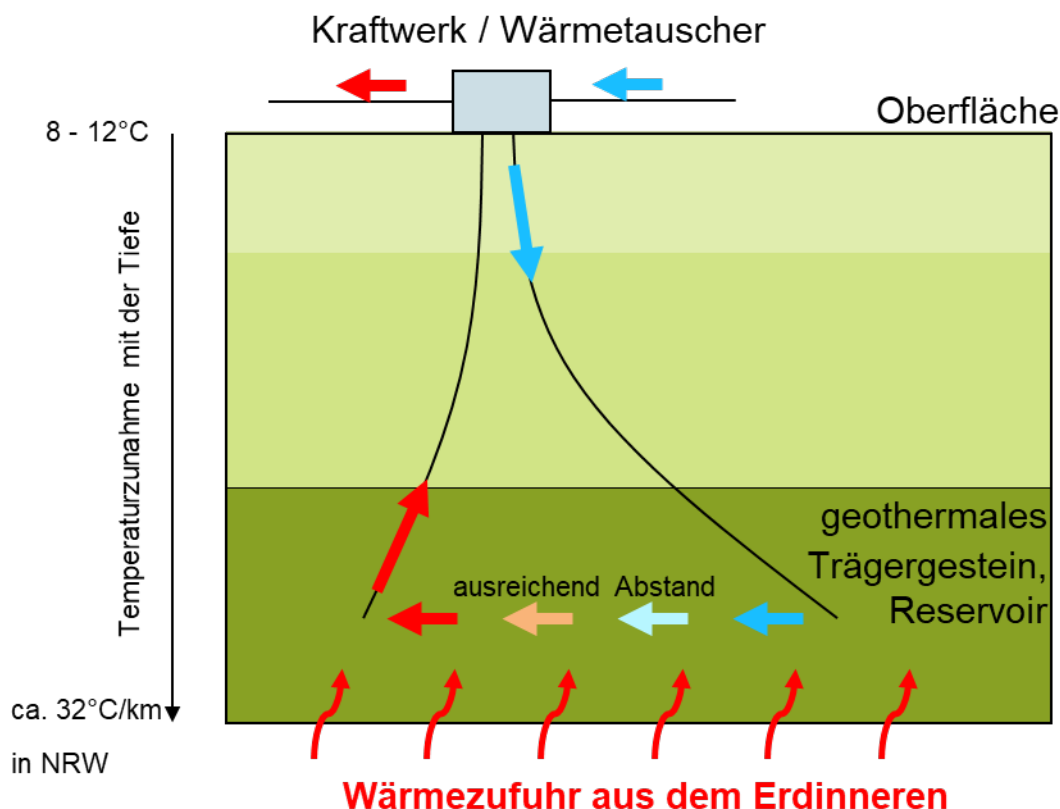 Kraftwerk / Wärmetauscher
Oberfläche
8 - 12°C
Temperaturzunahme mit der Tiefe
geothermales
Trägergestein,
Reservoir
ausreichend Abstand
ca. 32°C/km
in NRW
Wärmezufuhr aus dem Erdinneren